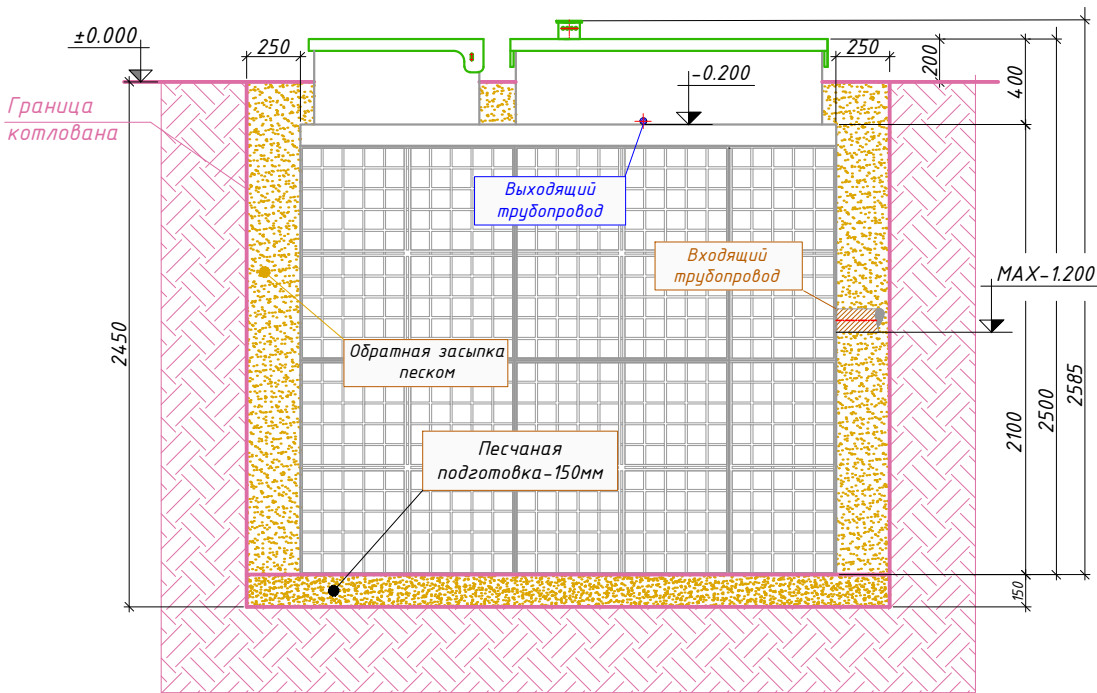 ±0.000
250
250
200
400
-0.200
Граница
котлована
Выходящий
трубопровод
Входящий
трубопровод
MAX-1.200
2450
Обратная засыпка
песком
2585
2500
2100
Песчаная
подготовка-150мм
150